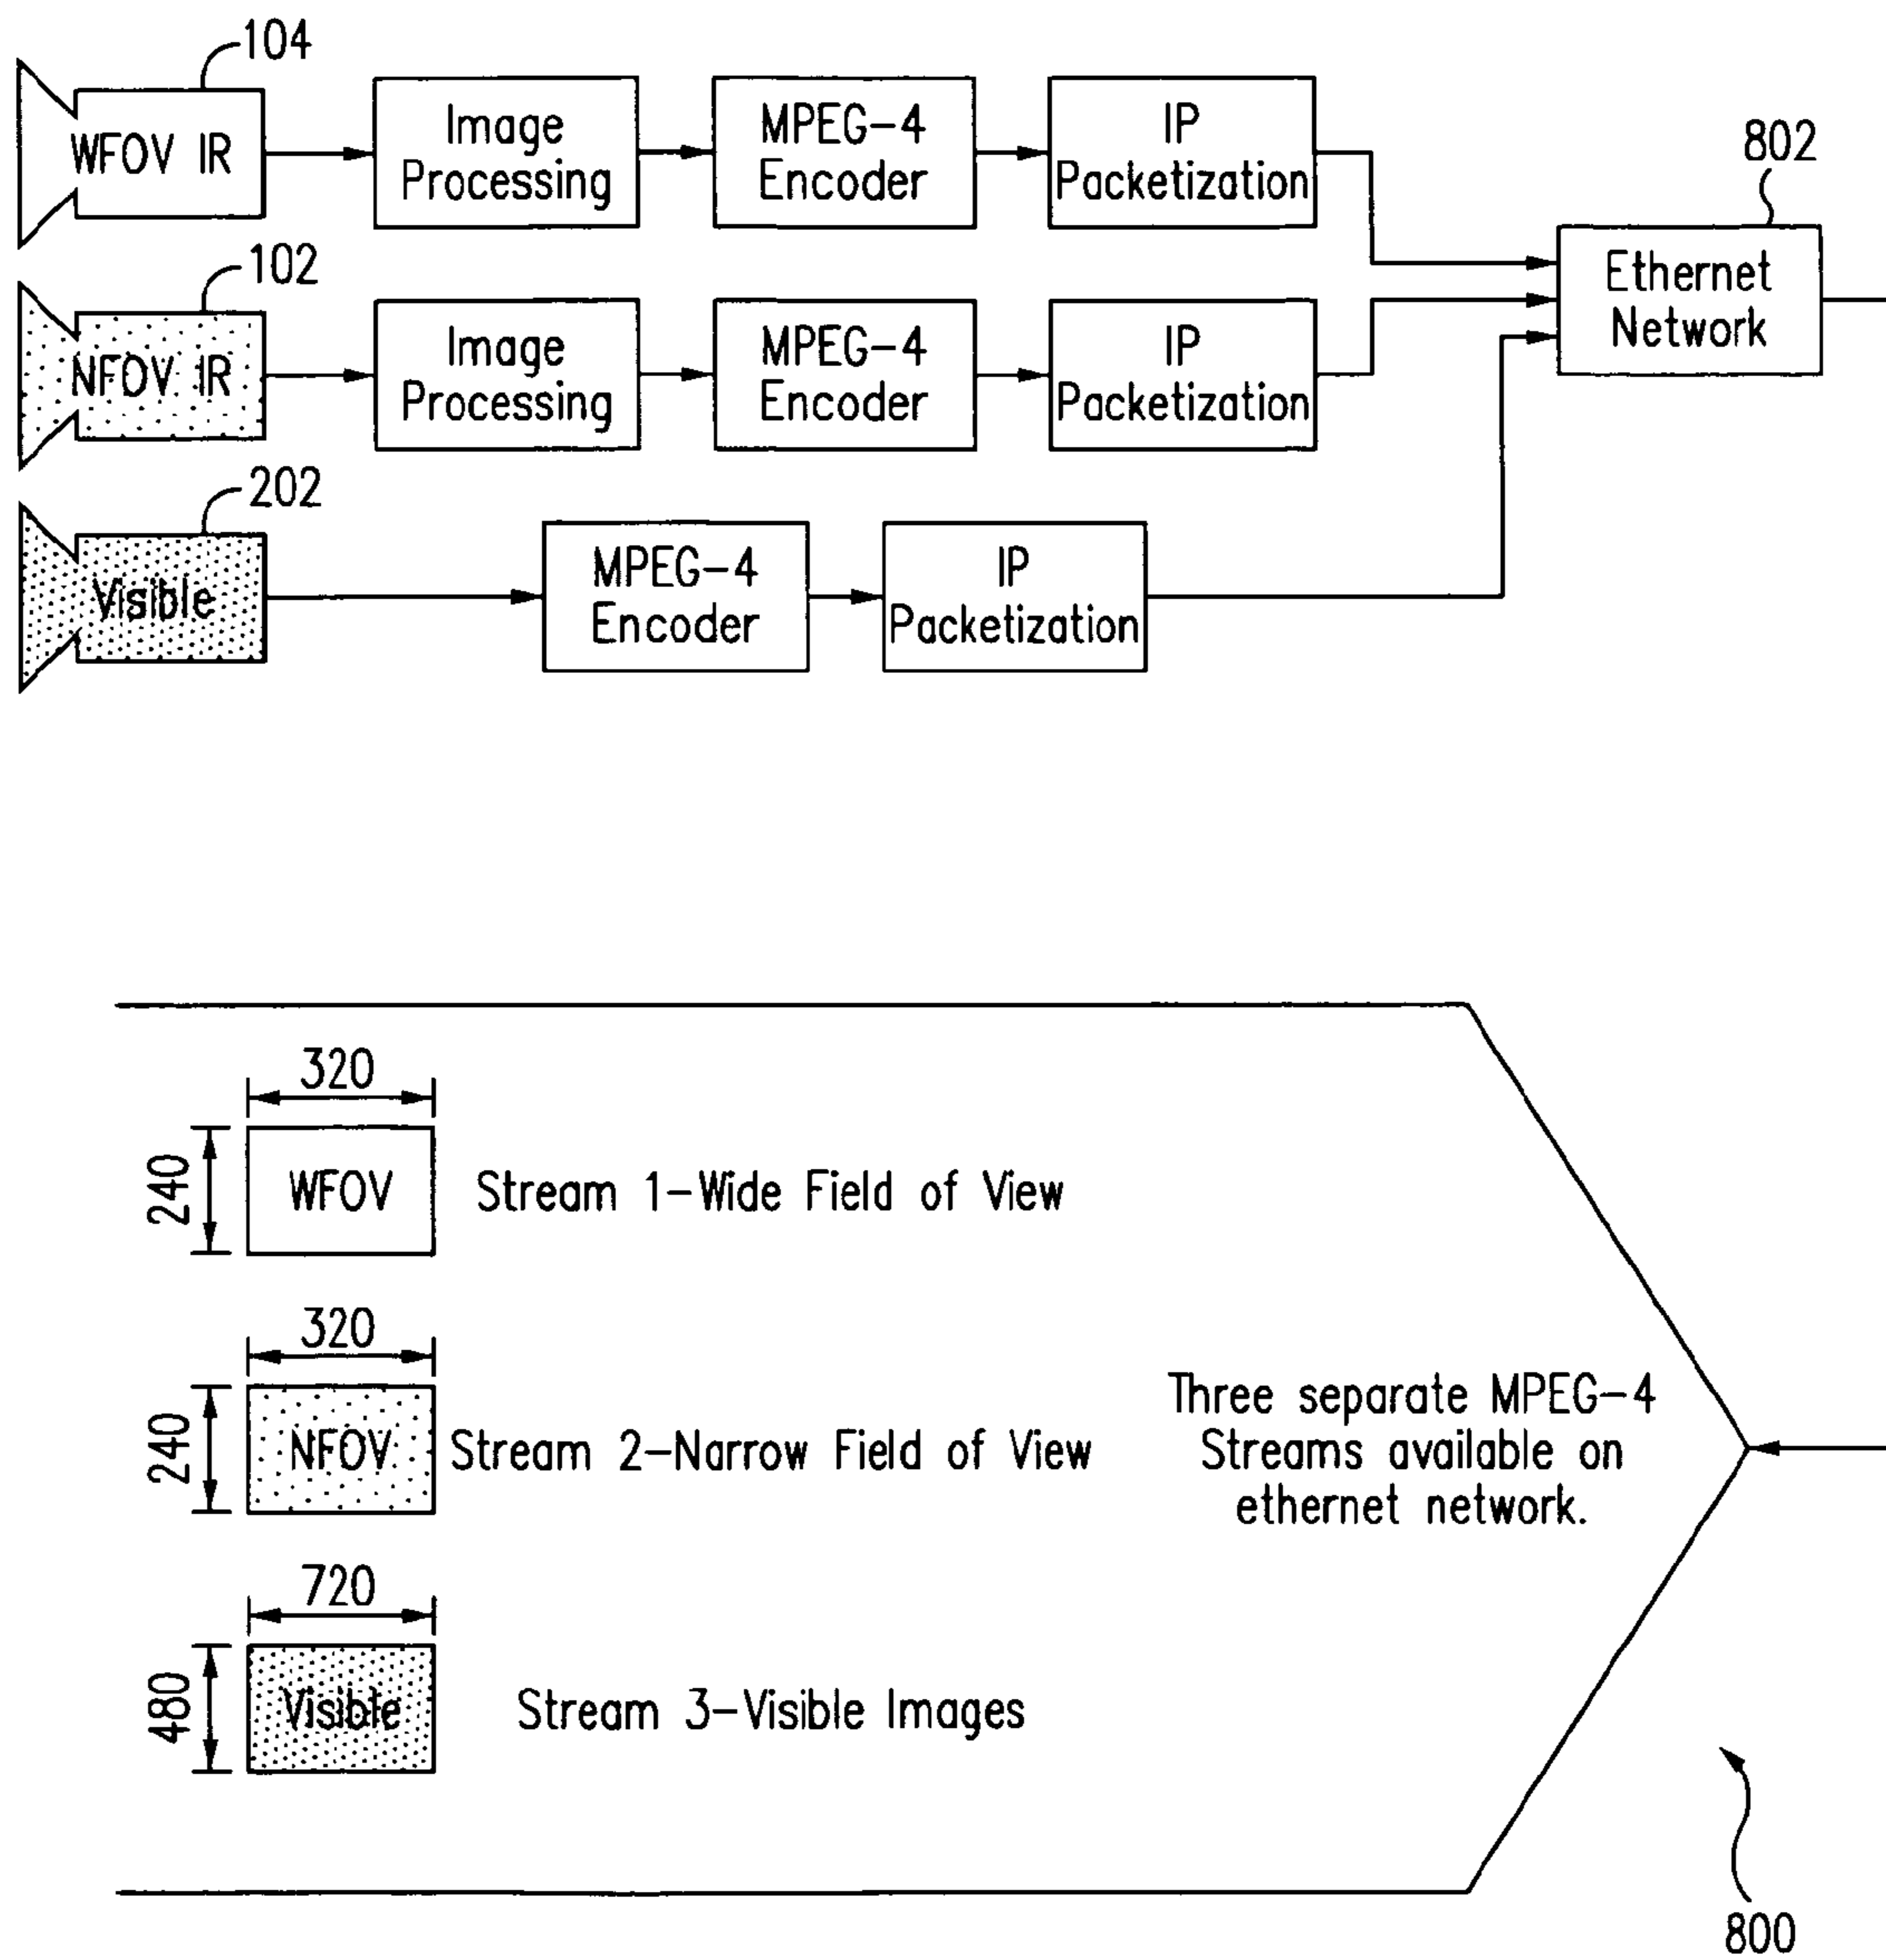 104
WFOV IR
Image
Processing
MPEG-4
Encoder
IP
Packetization
802
Ethernet
Network
102
NFOV IR
Image
Processing
MPEG-4
Encoder
IP
Packetization
202
Visible
MPEG-4
Encoder
IP
Packetization
320
240
WFOV
Stream 1-Wide Field of View
320
240
NFOV
Stream 2-Narrow Field of View
Three separate MPEG-4
Streams available on
ethernet network.
720
480
Visible
Stream 3-Visible Images
800